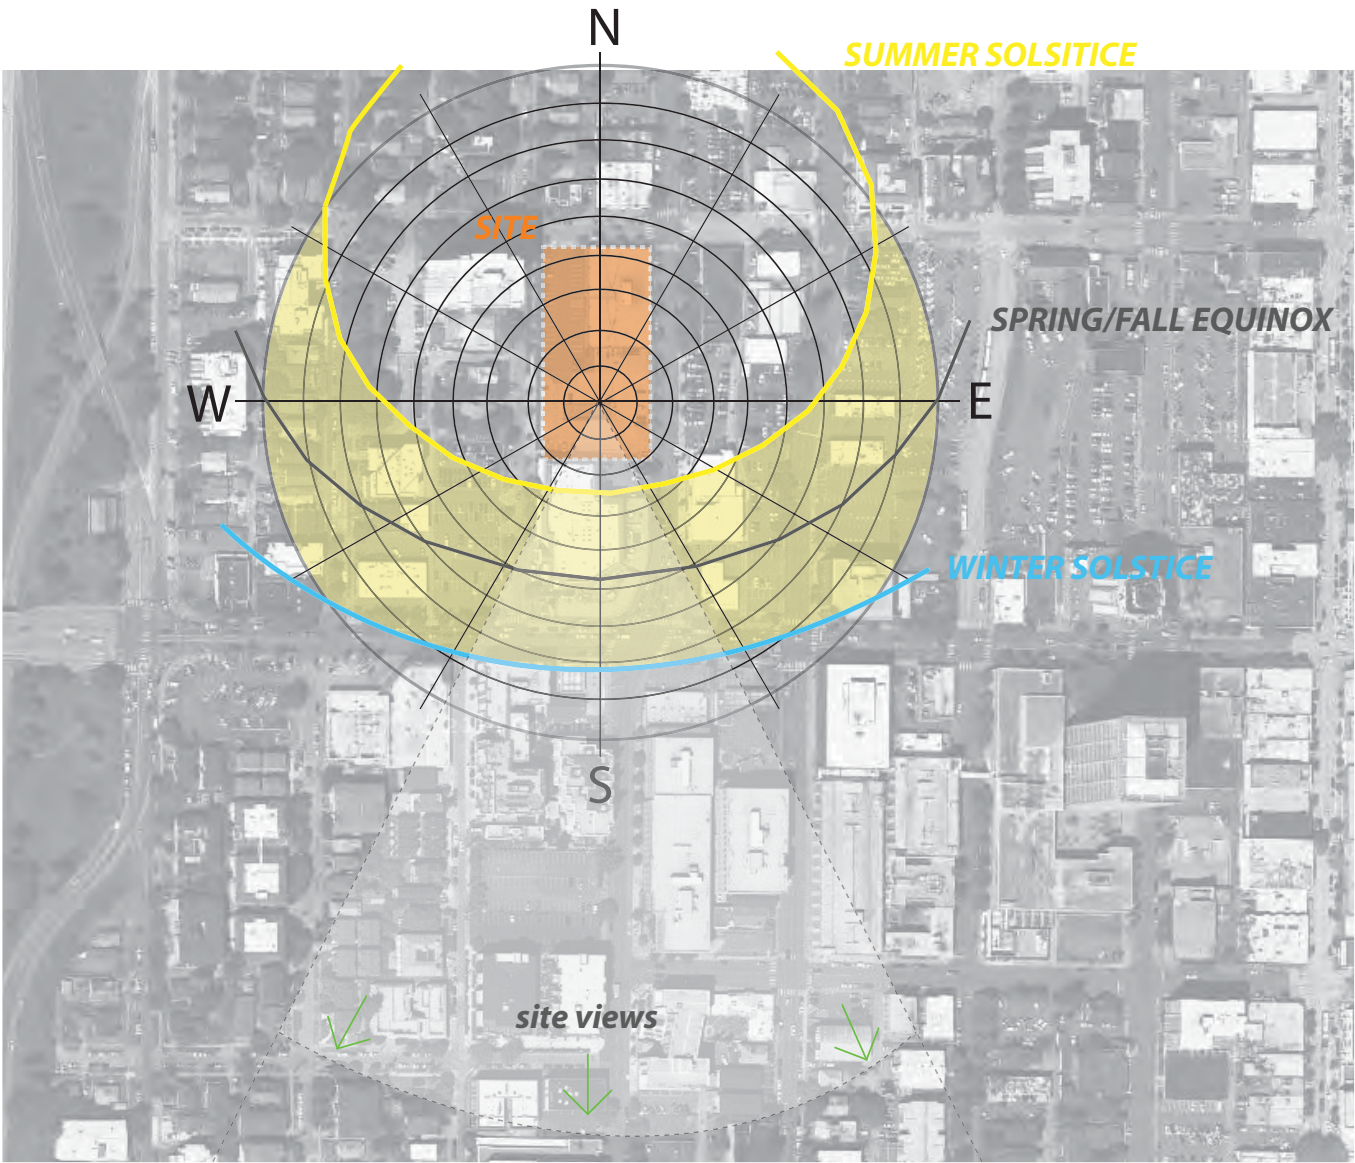 N
SUMMER SOLSITICE
SITE
SPRING/FALL EQUINOX
W
E
WINTER SOLSTICE
S
site views